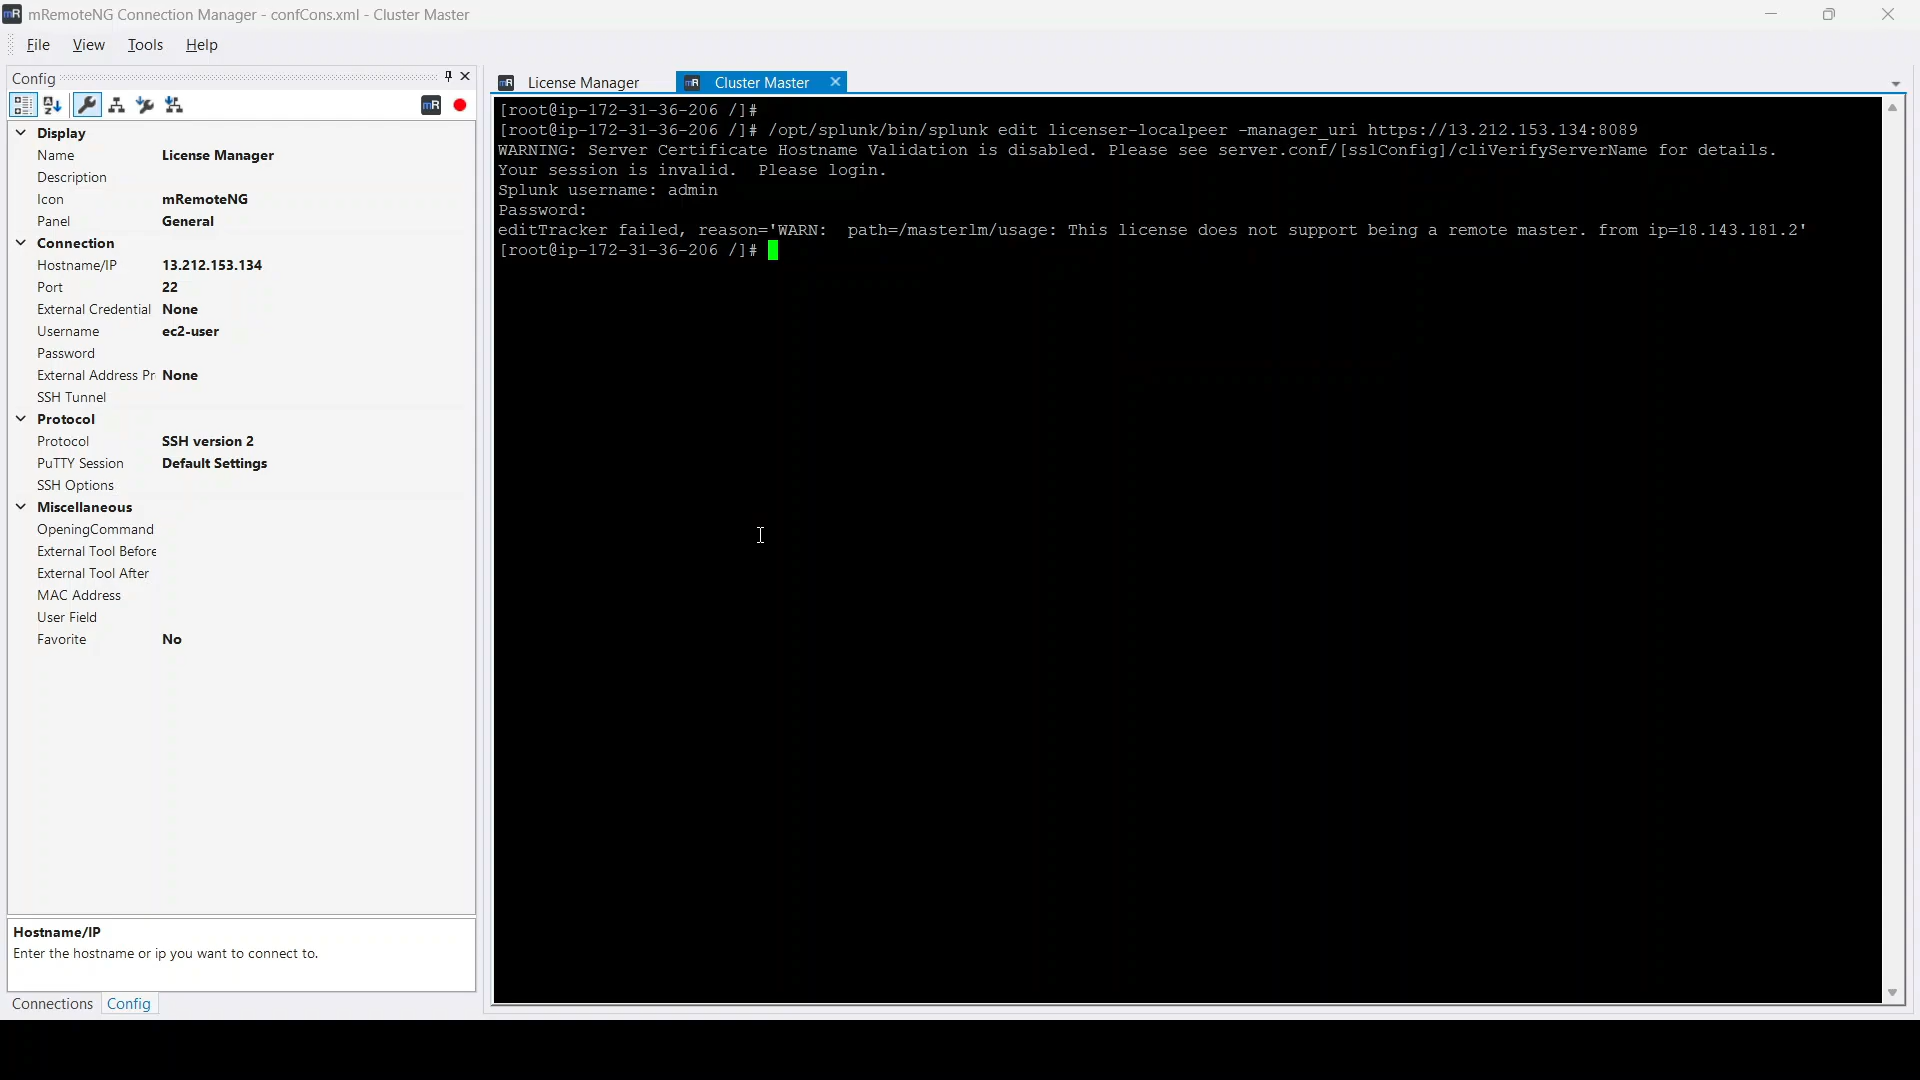 mR mRemoteNG Connection Manager - confCons.xml - Cluster Master
File View Tools Help
Config
mR
Display
Name License Manager
Description
Icon mRemoteNG
Panel General
Connection
Hostname/IP 13.212.153.134
Port 22
External Credential None
Username ec2-user
Password
External Address Pr None
SSH Tunnel
Protocol
Protocol SSH version 2
PuTTY Session Default Settings
SSH Options
Miscellaneous
OpeningCommand
External Tool Before
External Tool After
MAC Address
User Field
Favorite No
Hostname/IP
Enter the hostname or ip you want to connect to.
Connections Config
mR License Manager mR Cluster Master
[root@ip-172-31-36-206 /]#
[root@ip-172-31-36-206 /]# /opt/splunk/bin/splunk edit licenser-localpeer -manager_uri https://13.212.153.134:8089
WARNING: Server Certificate Hostname Validation is disabled. Please see server.conf/[sslConfig]/cliVerifyServerName for details.
Your session is invalid.  Please login.
Splunk username: admin
Password:
editTracker failed, reason='WARN:  path=/masterlm/usage: This license does not support being a remote master. from ip=18.143.181.2'
[root@ip-172-31-36-206 /]#